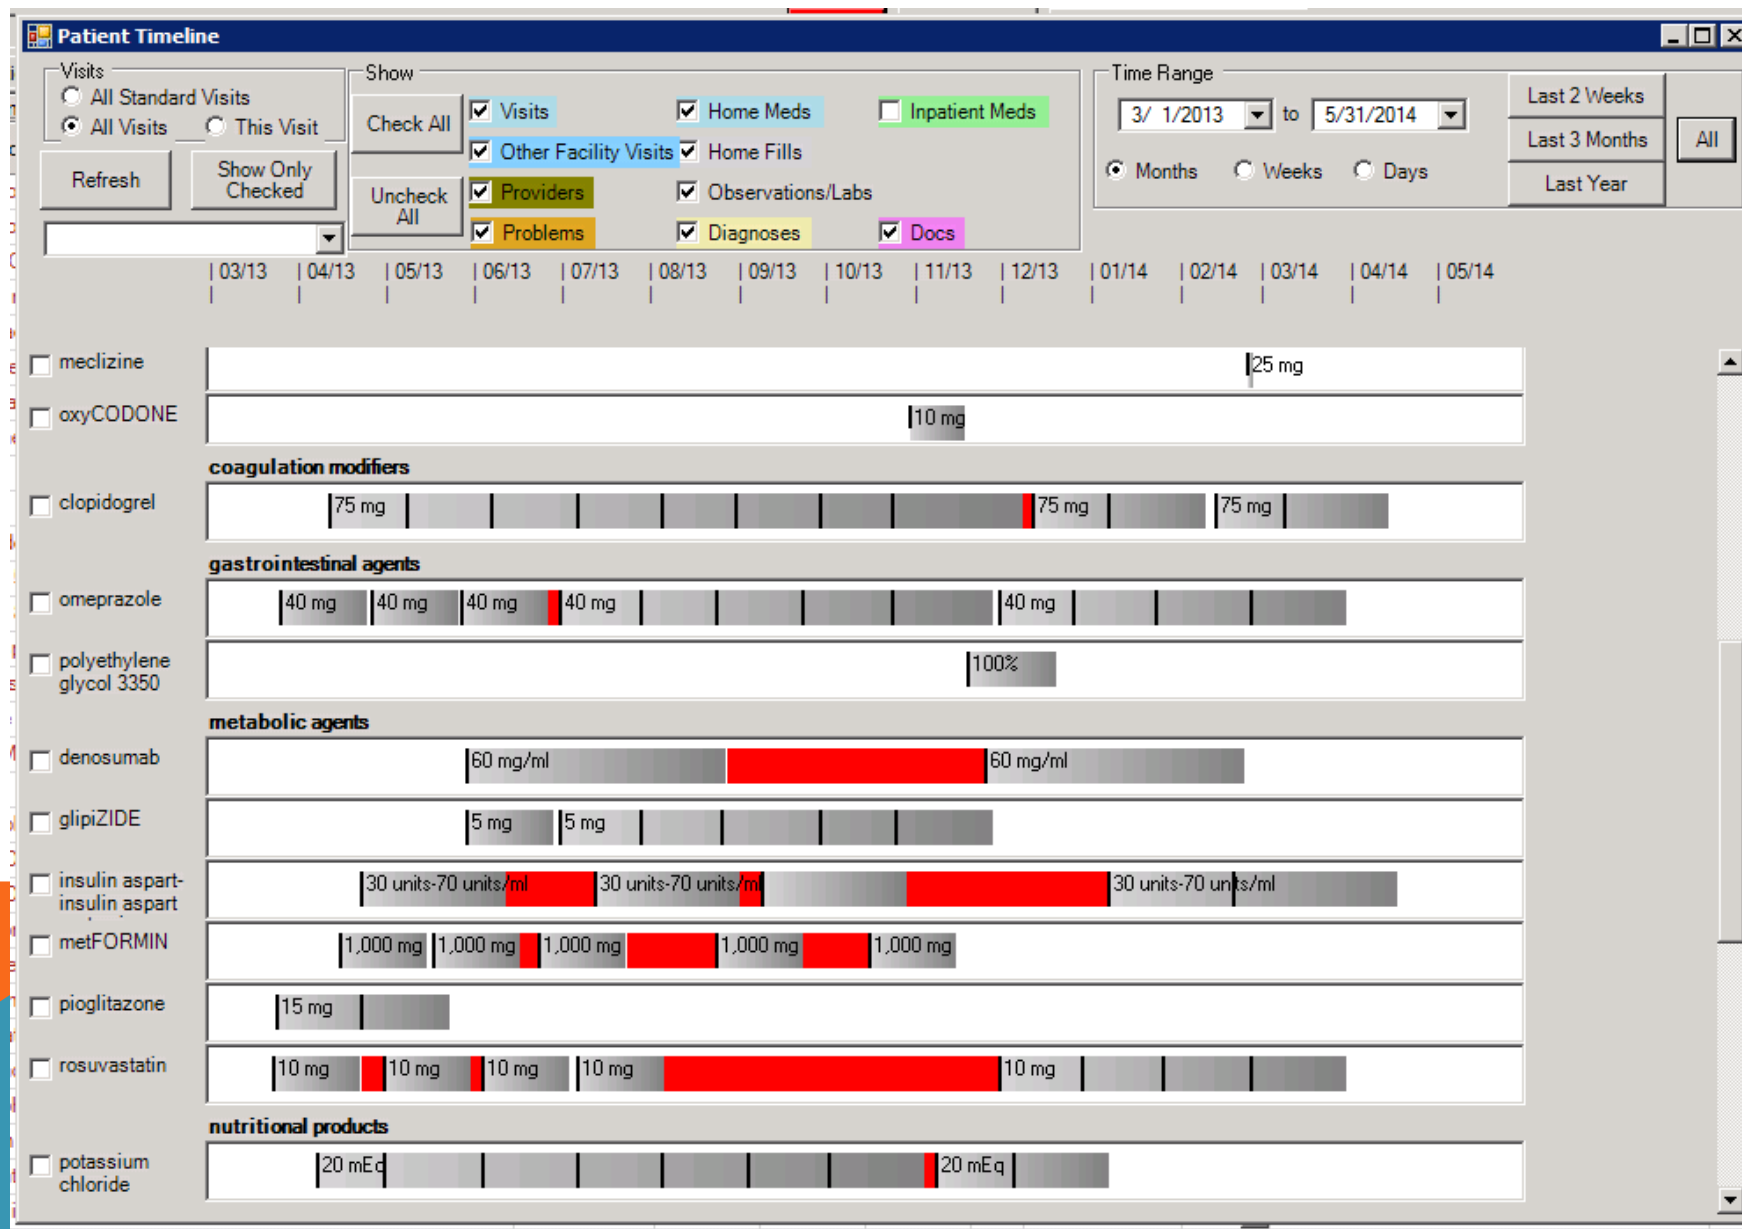 Patient Timeline
Visits
All Standard Visits
All Visits
This Visit
Refresh
Show Only Checked
Show
Check All
Uncheck All
Visits
Home Meds
Inpatient Meds
Other Facility Visits
Home Fills
Providers
Observations/Labs
Problems
Diagnoses
Docs
Time Range
3/ 1/2013 to 5/31/2014
Months
Weeks
Days
Last 2 Weeks
Last 3 Months
Last Year
All
| 03/13 | 04/13 | 05/13 | 06/13 | 07/13 | 08/13 | 09/13 | 10/13 | 11/13 | 12/13 | 01/14 | 02/14 | 03/14 | 04/14 | 05/14
meclizine
25 mg
oxyCODONE
10 mg
coagulation modifiers
clopidogrel
75 mg 75 mg 75 mg
gastrointestinal agents
omeprazole
40 mg 40 mg 40 mg 40 mg 40 mg
polyethylene
glycol 3350
100%
metabolic agents
denosumab
60 mg/ml 60 mg/ml
glipiZIDE
5 mg 5 mg
insulin aspart-
insulin aspart
30 units-70 units/ml 30 units-70 units/ml 30 units-70 units/ml
metFORMIN
1,000 mg 1,000 mg 1,000 mg 1,000 mg 1,000 mg
pioglitazone
15 mg
rosuvastatin
10 mg 10 mg 10 mg 10 mg 10 mg
nutritional products
potassium
chloride
20 mEq 20 mEq